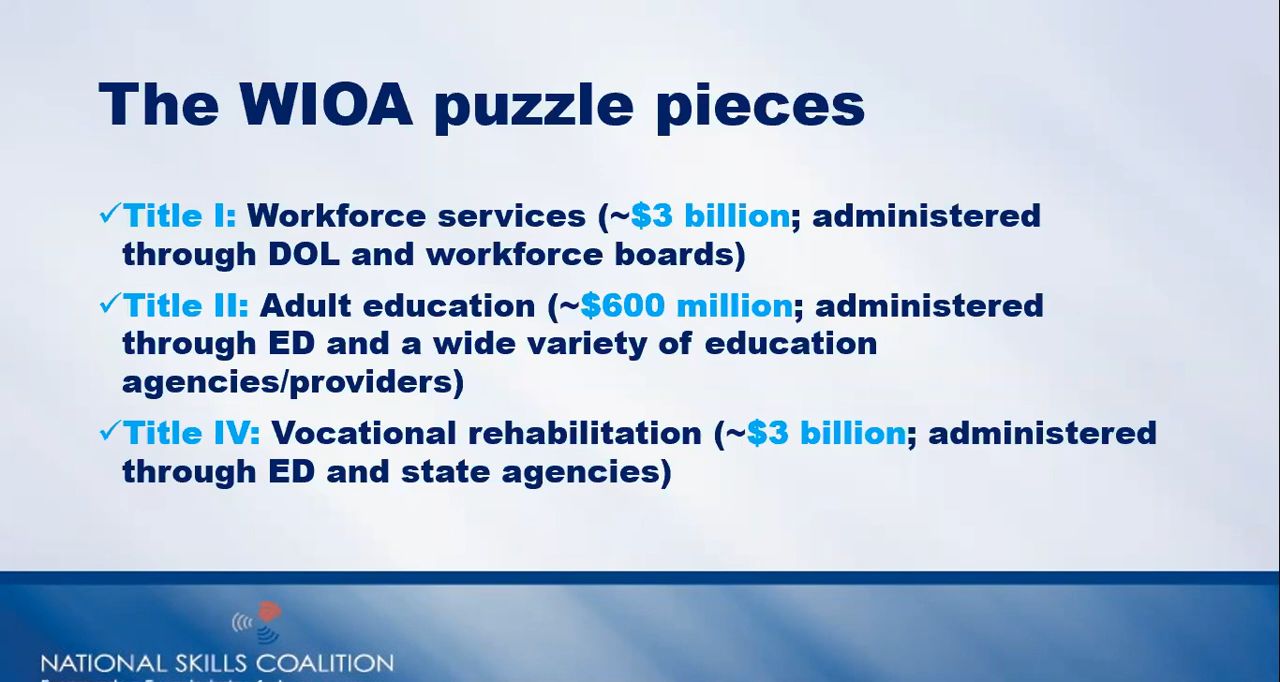 The WIOA puzzle pieces
✓Title I: Workforce services (~$3 billion; administered
through DOL and workforce boards)
✓Title II: Adult education (~$600 million; administered
through ED and a wide variety of education
agencies/providers)
✓Title IV: Vocational rehabilitation (~$3 billion; administered
through ED and state agencies)
NATIONAL SKILLS COALITION